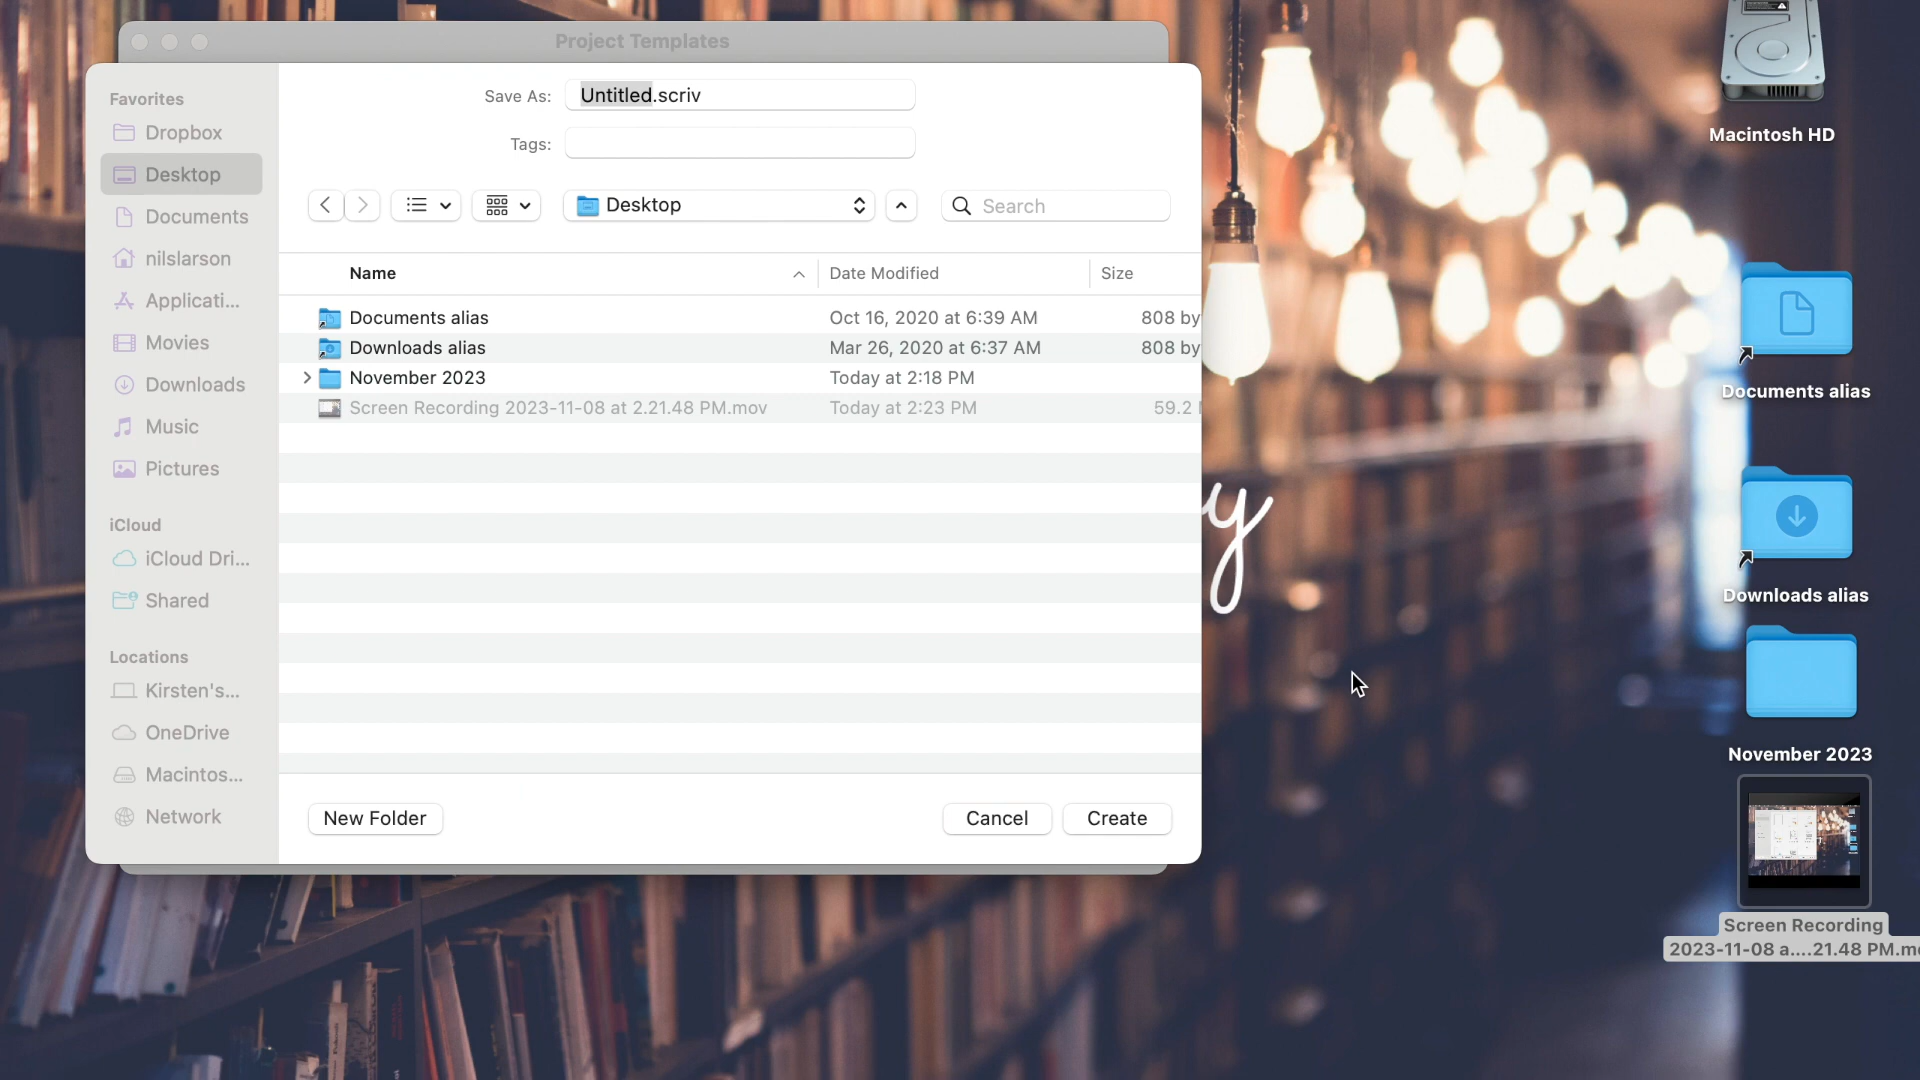 Project Templates
Save As: Untitled.scriv
Tags:
Favorites
Dropbox
Desktop
Documents
nilslarson
Applicati...
Movies
Downloads
Music
Pictures
iCloud
iCloud Dri...
Shared
Locations
Kirsten's...
OneDrive
Macintos...
Network
Desktop
Search
Name Date Modified Size
Documents alias Oct 16, 2020 at 6:39 AM 808 by
Downloads alias Mar 26, 2020 at 6:37 AM 808 by
November 2023 Today at 2:18 PM
Screen Recording 2023-11-08 at 2.21.48 PM.mov Today at 2:23 PM 59.2
New Folder Cancel Create
y
Macintosh HD
Documents alias
Downloads alias
November 2023
Screen Recording
2023-11-08 a....21.48 PM.m